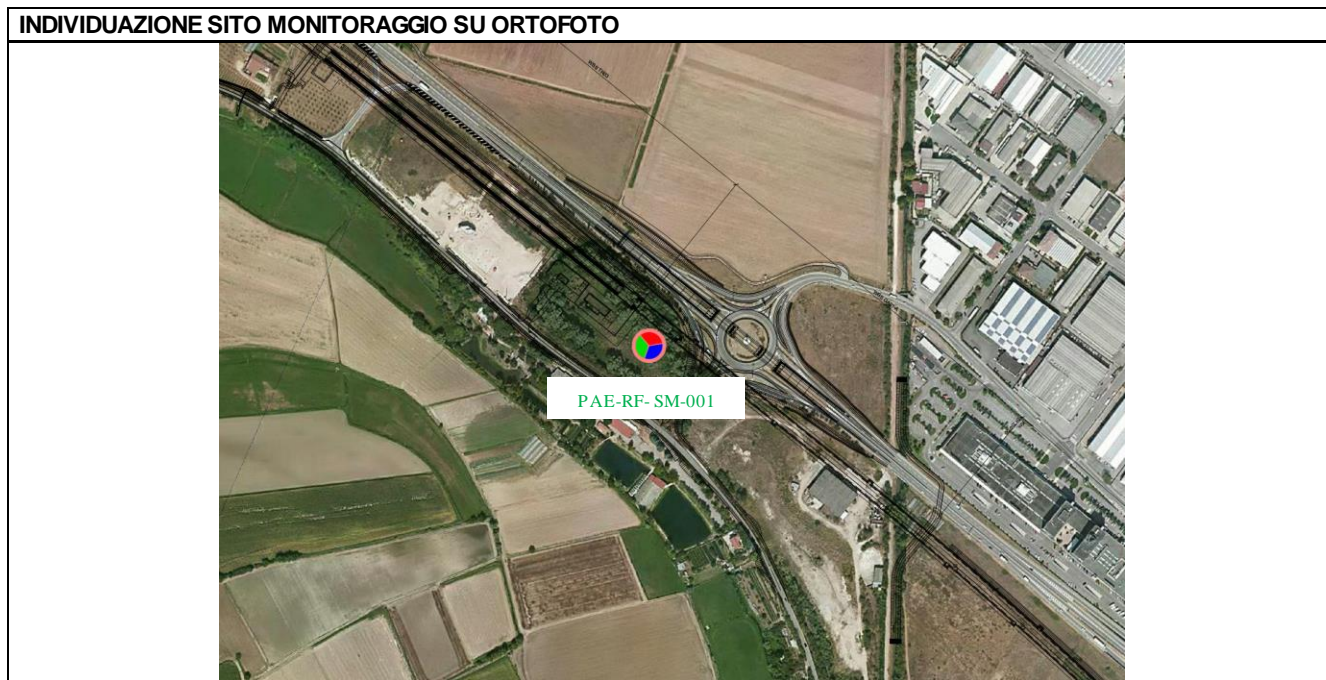 INDIVIDUAZIONE SITO MONITORAGGIO SU ORTOFOTO
PAE-RF- SM-001